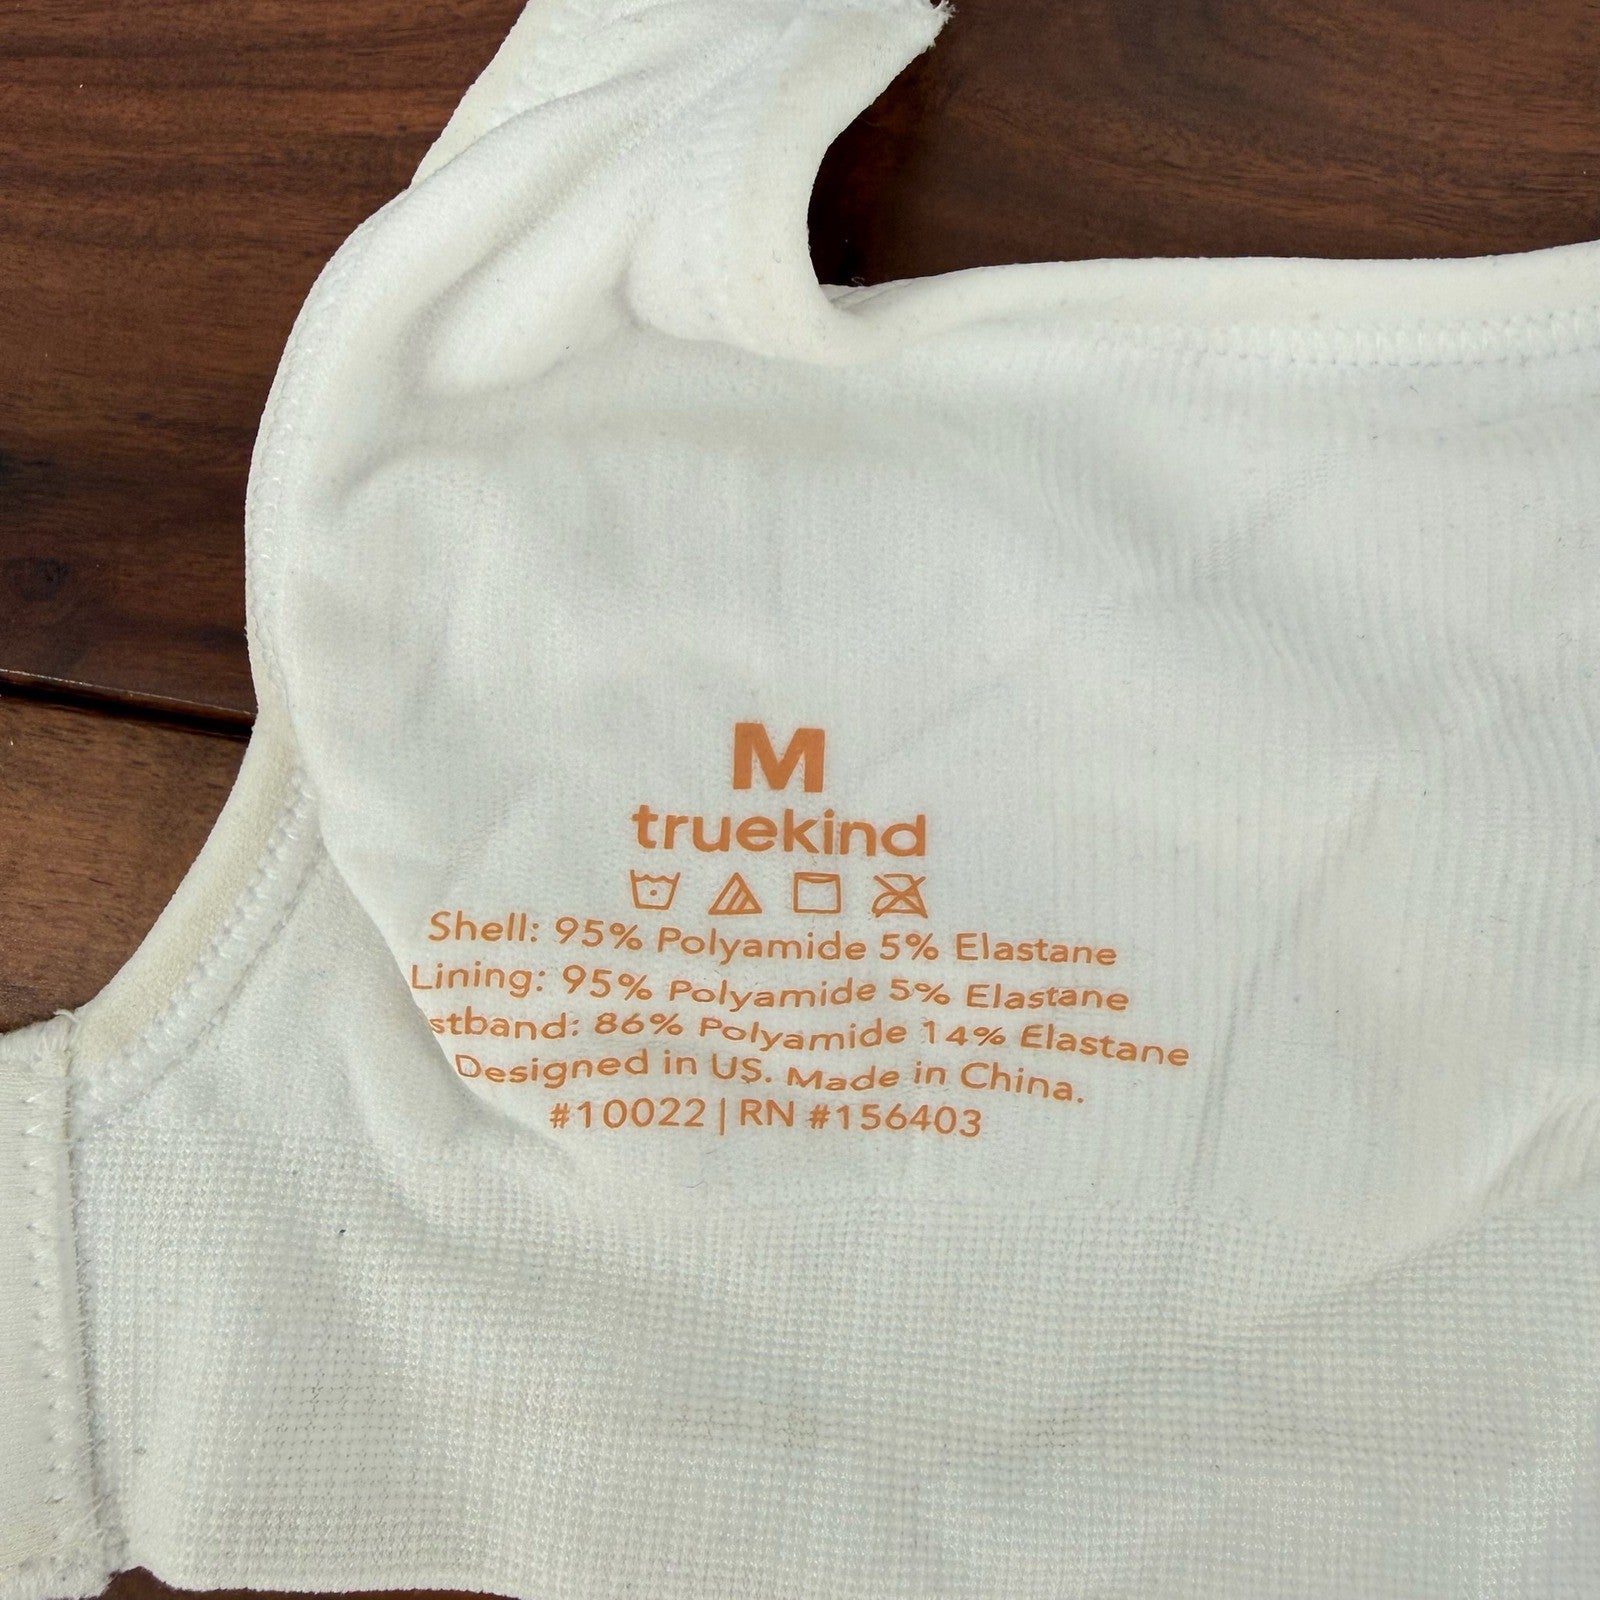 M
truekind
Shell: 95% Polyamide 5% Elastane
Lining: 95% Polyamide 5% Elastane
stband: 86% Polyamide 14% Elastane
Designed in US. Made in China.
#10022 | RN #156403